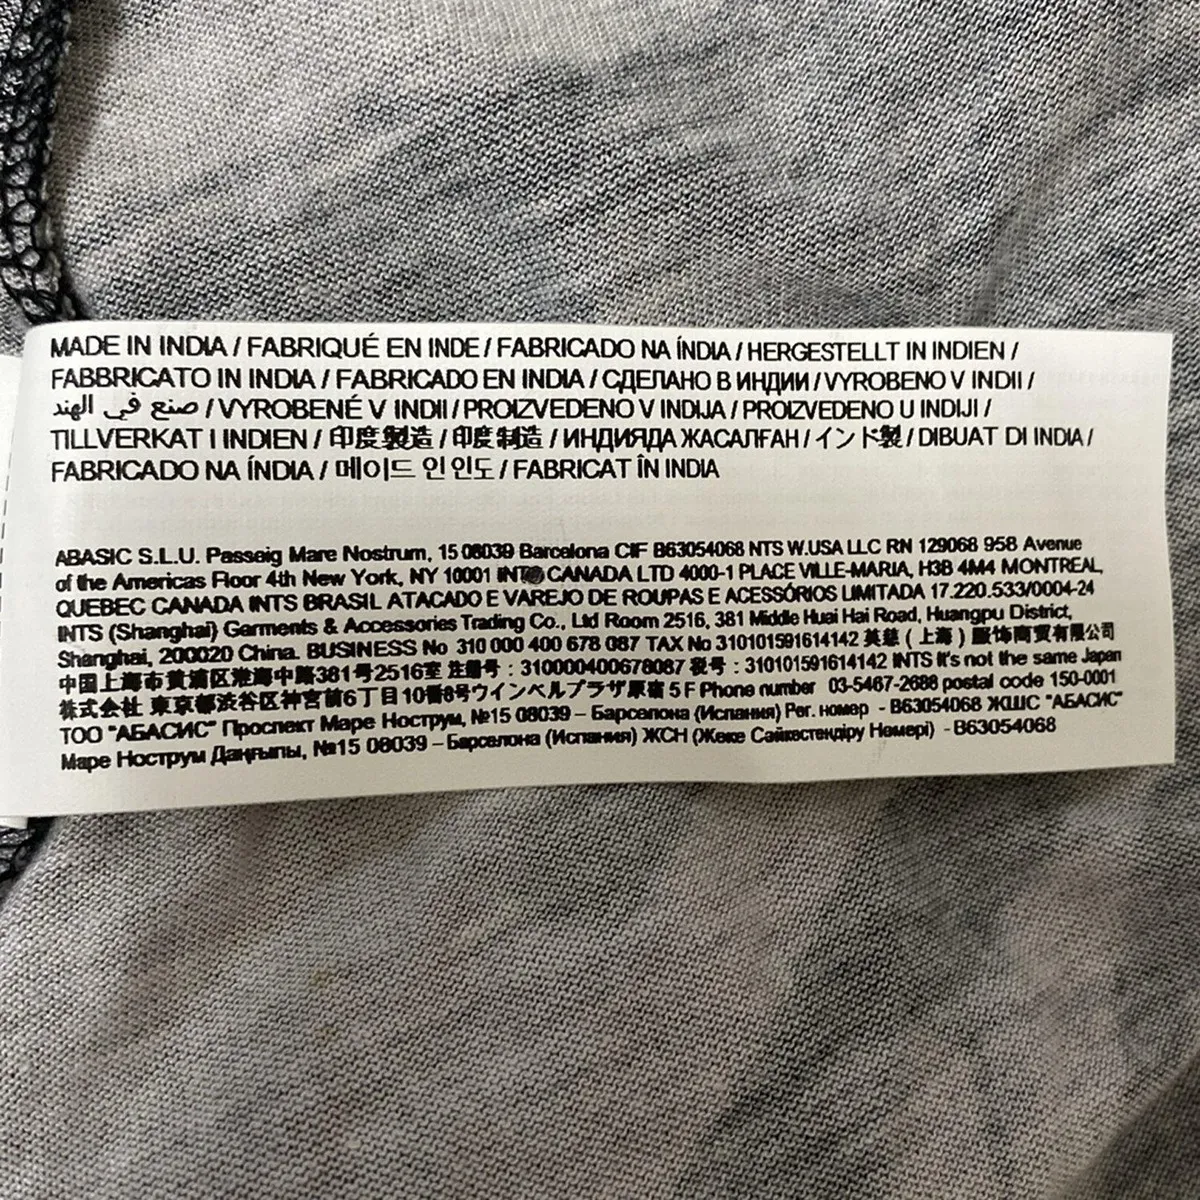 MADE IN INDIA / FABRIQUÉ EN INDE / FABRICADO NA ÍNDIA / HERGESTELLT IN INDIEN /
FABBRICATO IN INDIA / FABRICADO EN INDIA / СДЕЛАНО В ИНДИИ / VYROBENO V INDII /
صنع في الهند / VYROBENÉ V INDII / PROIZVEDENO V INDIJA / PROIZVEDENO U INDIJI /
TILLVERKAT I INDIEN / 印度製造 / 印度制造 / ИНДИЯДА ЖАСАЛҒАН / インド製 / DIBUAT DI INDIA /
FABRICADO NA ÍNDIA / 메이드 인 인도 / FABRICAT ÎN INDIA
ABASIC S.L.U. Passeig Mare Nostrum, 15 08039 Barcelona CIF B63054068 NTS W.USA LLC RN 129068 958 Avenue
of the Americas Floor 4th New York, NY 10001 CANADA LTD 4000-1 PLACE VILLE-MARIA, H3B 4M4 MONTREAL,
QUEBEC CANADA INTS BRASIL ATACADO E VAREJO DE ROUPAS E ACESSÓRIOS LIMITADA 17.220.533/0004-24
INTS (Shanghai) Garments & Accessories Trading Co., Ltd Room 2516, 381 Middle Huai Hai Road, Huangpu District,
Shanghai, 200020 China. BUSINESS No 310 000 400 678 087 TAX No 310101591614142 英慈 ( 上海 ) 服饰商贸有限公司
中国上海市黄浦区淮海中路381号2516室 注册号 : 310000400678087 税号 : 310101591614142 INTS It's not the same Japan
株式会社 東京都渋谷区神宮前6丁目10番8号ウインベルプラザ原宿 5 F Phone number 03-5467-2688 postal code 150-0001
ТОО "АБАСИС" Проспект Маре Нострум, №15 08039 – Барселона (Испания) Рег. номер - B63054068 ЖШС "АБАСИС"
Маре Нострум Даңғылы, №15 08039 – Барселона (Испания) ЖСН (Жеке Сәйкестендіру Нөмері) - B63054068